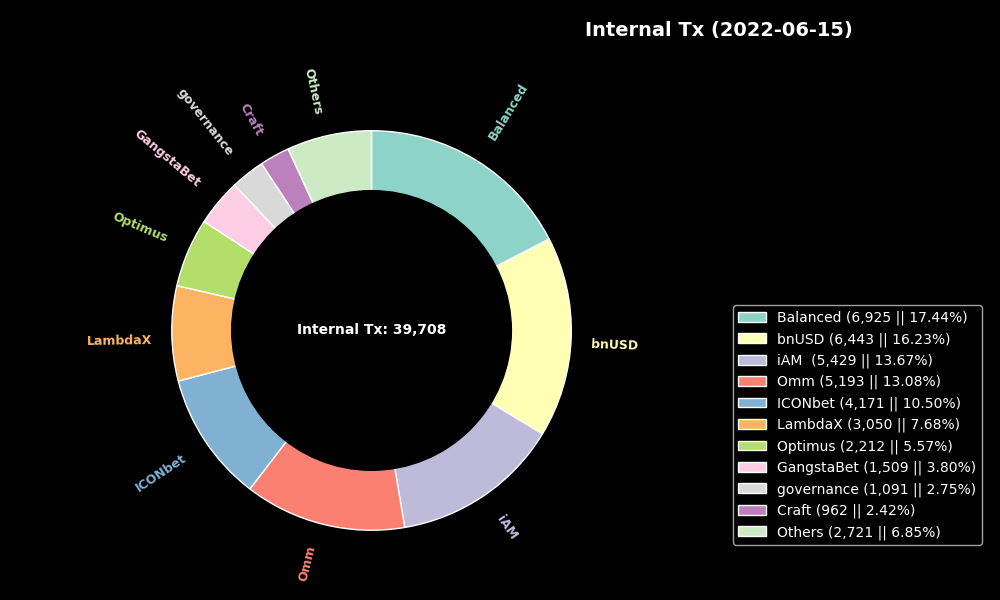 Internal Tx (2022-06-15)
Others
Balanced
Craft
governance
GangstaBet
Optimus
LambdaX
Internal Tx: 39,708
bnUSD
ICONbet
iAM
Omm
Balanced (6,925 || 17.44%)
bnUSD (6,443 || 16.23%)
iAM  (5,429 || 13.67%)
Omm (5,193 || 13.08%)
ICONbet (4,171 || 10.50%)
LambdaX (3,050 || 7.68%)
Optimus (2,212 || 5.57%)
GangstaBet (1,509 || 3.80%)
governance (1,091 || 2.75%)
Craft (962 || 2.42%)
Others (2,721 || 6.85%)